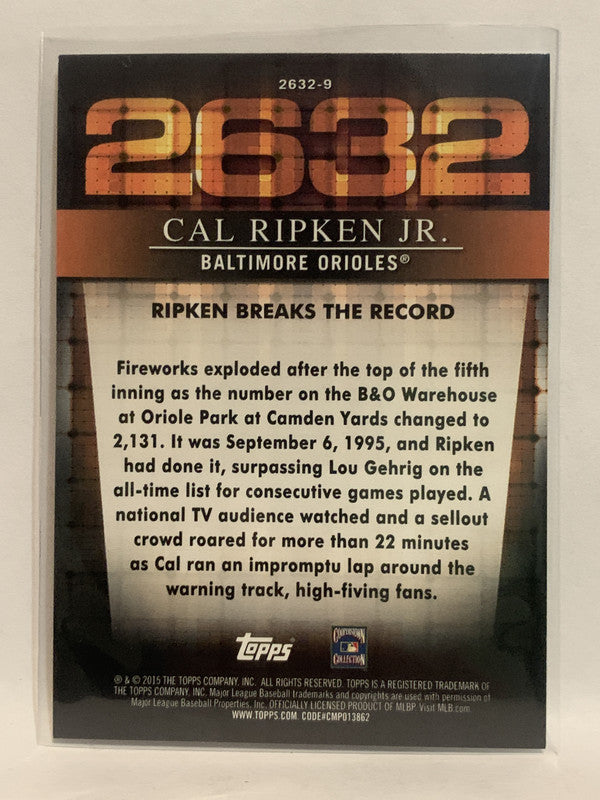 2632-9
2632
CAL RIPKEN JR.
BALTIMORE ORIOLES®
RIPKEN BREAKS THE RECORD
Fireworks exploded after the top of the fifth
inning as the number on the B&O Warehouse
at Oriole Park at Camden Yards changed to
2,131. It was September 6, 1995, and Ripken
had done it, surpassing Lou Gehrig on the
all-time list for consecutive games played. A
national TV audience watched and a sellout
crowd roared for more than 22 minutes
as Cal ran an impromptu lap around the
warning track, high-fiving fans.
topps®
COOPERSTOWN
COLLECTION
® & © 2015 THE TOPPS COMPANY, INC. ALL RIGHTS RESERVED. TOPPS IS A REGISTERED TRADEMARK OF
THE TOPPS COMPANY, INC. Major League Baseball trademarks and copyrights are used with permission of
Major League Baseball Properties, Inc. OFFICIALLY LICENSED PRODUCT OF MLBP. Visit MLB.com.
WWW.TOPPS.COM. CODE#CMP013862